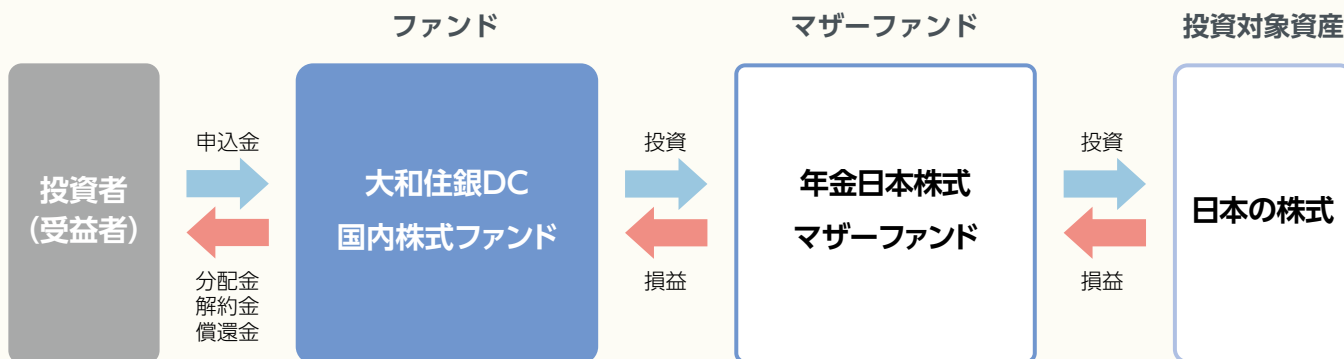 ファンド
マザーファンド
投資対象資産
投資者
(受益者)
申込金
分配金
解約金
償還金
大和住銀DC
国内株式ファンド
投資
損益
年金日本株式
マザーファンド
投資
損益
日本の株式